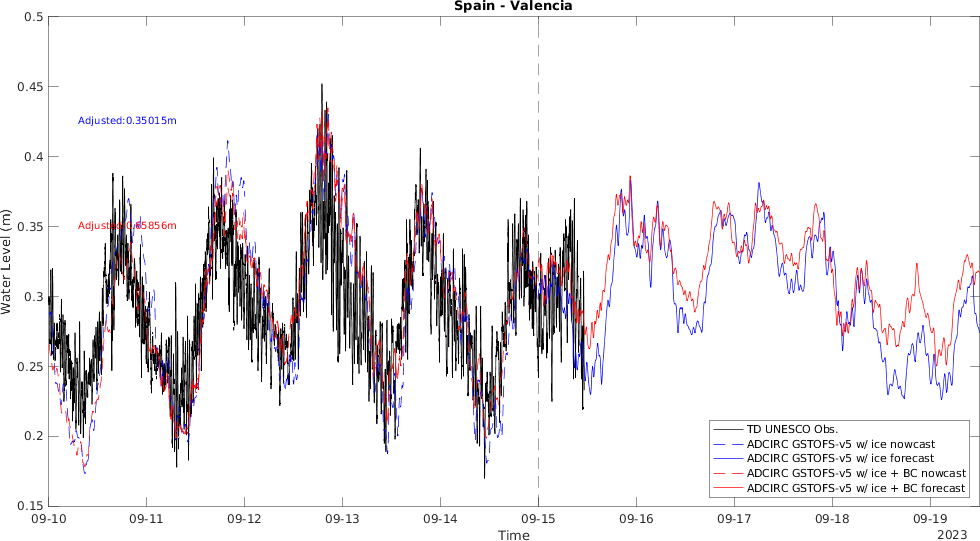 Spain - Valencia
0.5
0.45
0.4
0.35
0.3
0.25
0.2
0.15
Water Level (m)
Adjusted:0.35015m
Adjusted:0.65856m
TD UNESCO Obs.
ADCIRC GSTOFS-v5 w/ ice nowcast
ADCIRC GSTOFS-v5 w/ ice forecast
ADCIRC GSTOFS-v5 w/ ice + BC nowcast
ADCIRC GSTOFS-v5 w/ ice + BC forecast
09-10 09-11 09-12 09-13 09-14 09-15 09-16 09-17 09-18 09-19
Time
2023